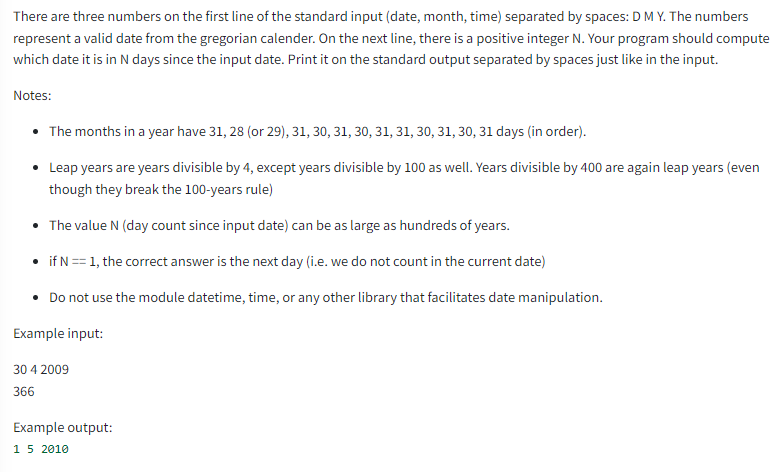 There are three numbers on the first line of the standard input (date, month, time) separated by spaces: D M Y. The numbers
represent a valid date from the gregorian calender. On the next line, there is a positive integer N. Your program should compute
which date it is in N days since the input date. Print it on the standard output separated by spaces just like in the input.
Notes:
• The months in a year have 31, 28 (or 29), 31, 30, 31, 30, 31, 31, 30, 31, 30, 31 days (in order).
• Leap years are years divisible by 4, except years divisible by 100 as well. Years divisible by 400 are again leap years (even
though they break the 100-years rule)
• The value N (day count since input date) can be as large as hundreds of years.
• if N == 1, the correct answer is the next day (i.e. we do not count in the current date)
• Do not use the module datetime, time, or any other library that facilitates date manipulation.
Example input:
30 4 2009
366
Example output:
1 5 2010